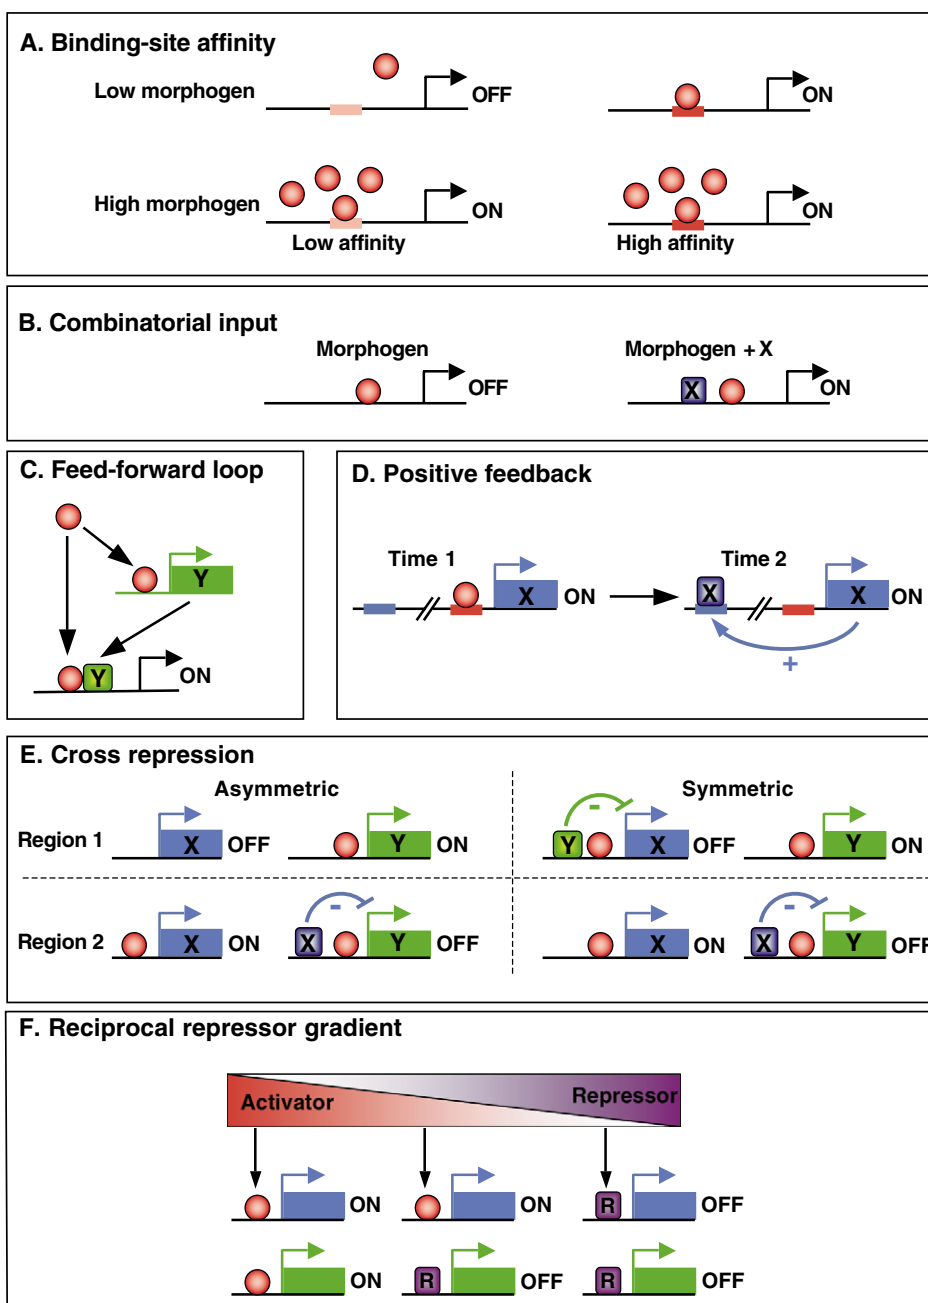 A. Binding-site affinity
Low morphogen OFF ON
High morphogen ON ON
Low affinity High affinity
B. Combinatorial input
Morphogen Morphogen + X
OFF X ON
C. Feed-forward loop
Y
Y ON
D. Positive feedback
Time 1 Time 2
X ON X X ON
+
E. Cross repression
Asymmetric Symmetric
Region 1 X OFF Y ON - Y X OFF Y ON
Region 2 X ON - X Y OFF X ON - X Y OFF
F. Reciprocal repressor gradient
Activator Repressor
ON ON R OFF
ON R OFF R OFF